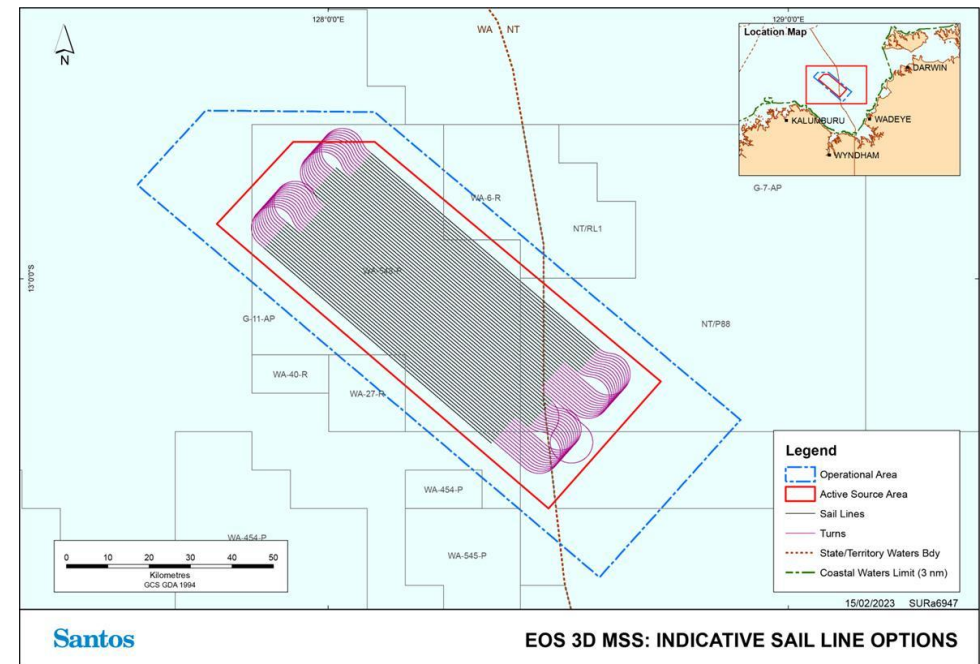 128°0'0"E
129°0'0"E
N
WA NT
Location Map
DARWIN
KALUMBURU
WADEYE
WYNDHAM
G-7-AP
WA-6-R
NT/RL1
13°0'0"S
WA-542-P
G-11-AP
NT/P88
WA-40-R
WA-27-R
WA-454-P
WA-454-P
WA-545-P
Legend
Operational Area
Active Source Area
Sail Lines
Turns
State/Territory Waters Bdy
Coastal Waters Limit (3 nm)
0 10 20 30 40 50
Kilometres
GCS GDA 1994
15/02/2023 SURa6947
Santos
EOS 3D MSS: INDICATIVE SAIL LINE OPTIONS